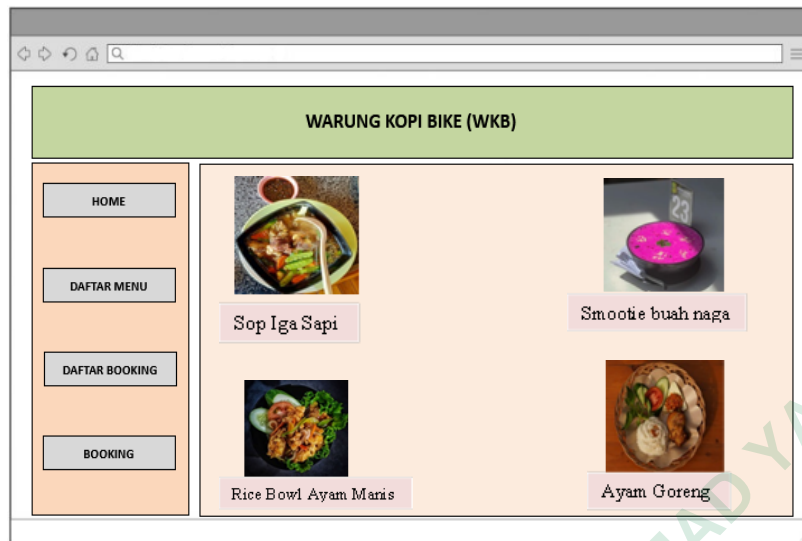 WARUNG KOPI BIKE (WKB)
HOME
DAFTAR MENU
DAFTAR BOOKING
BOOKING
Sop Iga Sapi
Smootie buah naga
23
Rice Bowl Ayam Manis
Ayam Goreng